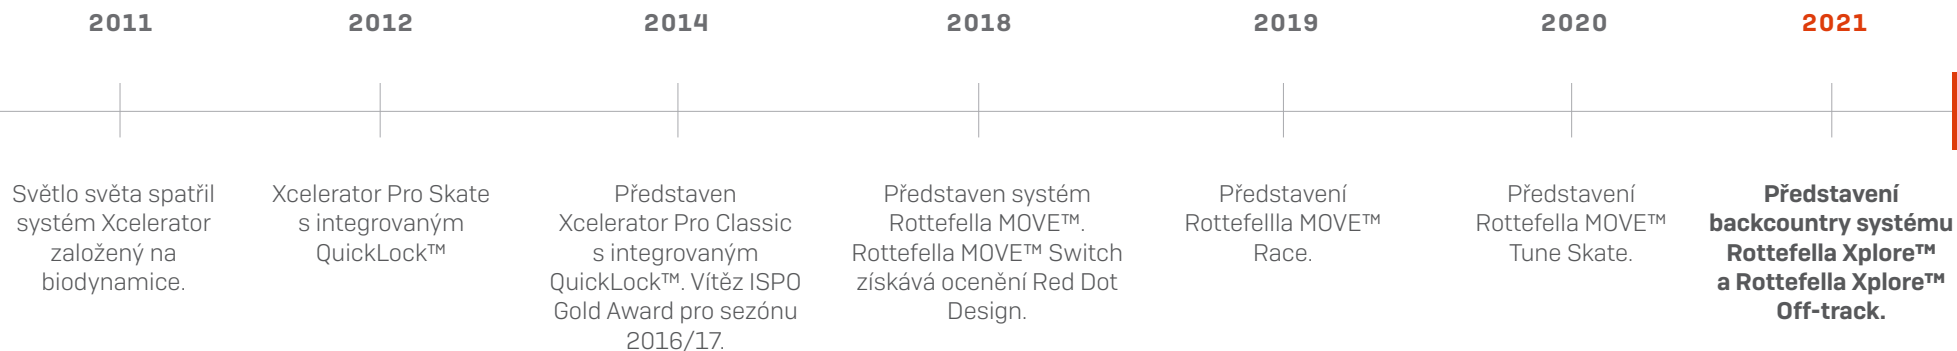 2011
Světlo světa spatřil
systém Xcelerator
založený na
biodynamice.
2012
Xcelerator Pro Skate
s integrovaným
QuickLock™
2014
Představen
Xcelerator Pro Classic
s integrovaným
QuickLock™. Vítěz ISPO
Gold Award pro sezónu
2016/17.
2018
Představen systém
Rottefella MOVE™.
Rottefella MOVE™ Switch
získává ocenění Red Dot
Design.
2019
Představení
Rottefellla MOVE™
Race.
2020
Představení
Rottefella MOVE™
Tune Skate.
2021
Představení
backcountry systému
Rottefella Xplore™
a Rottefella Xplore™
Off-track.